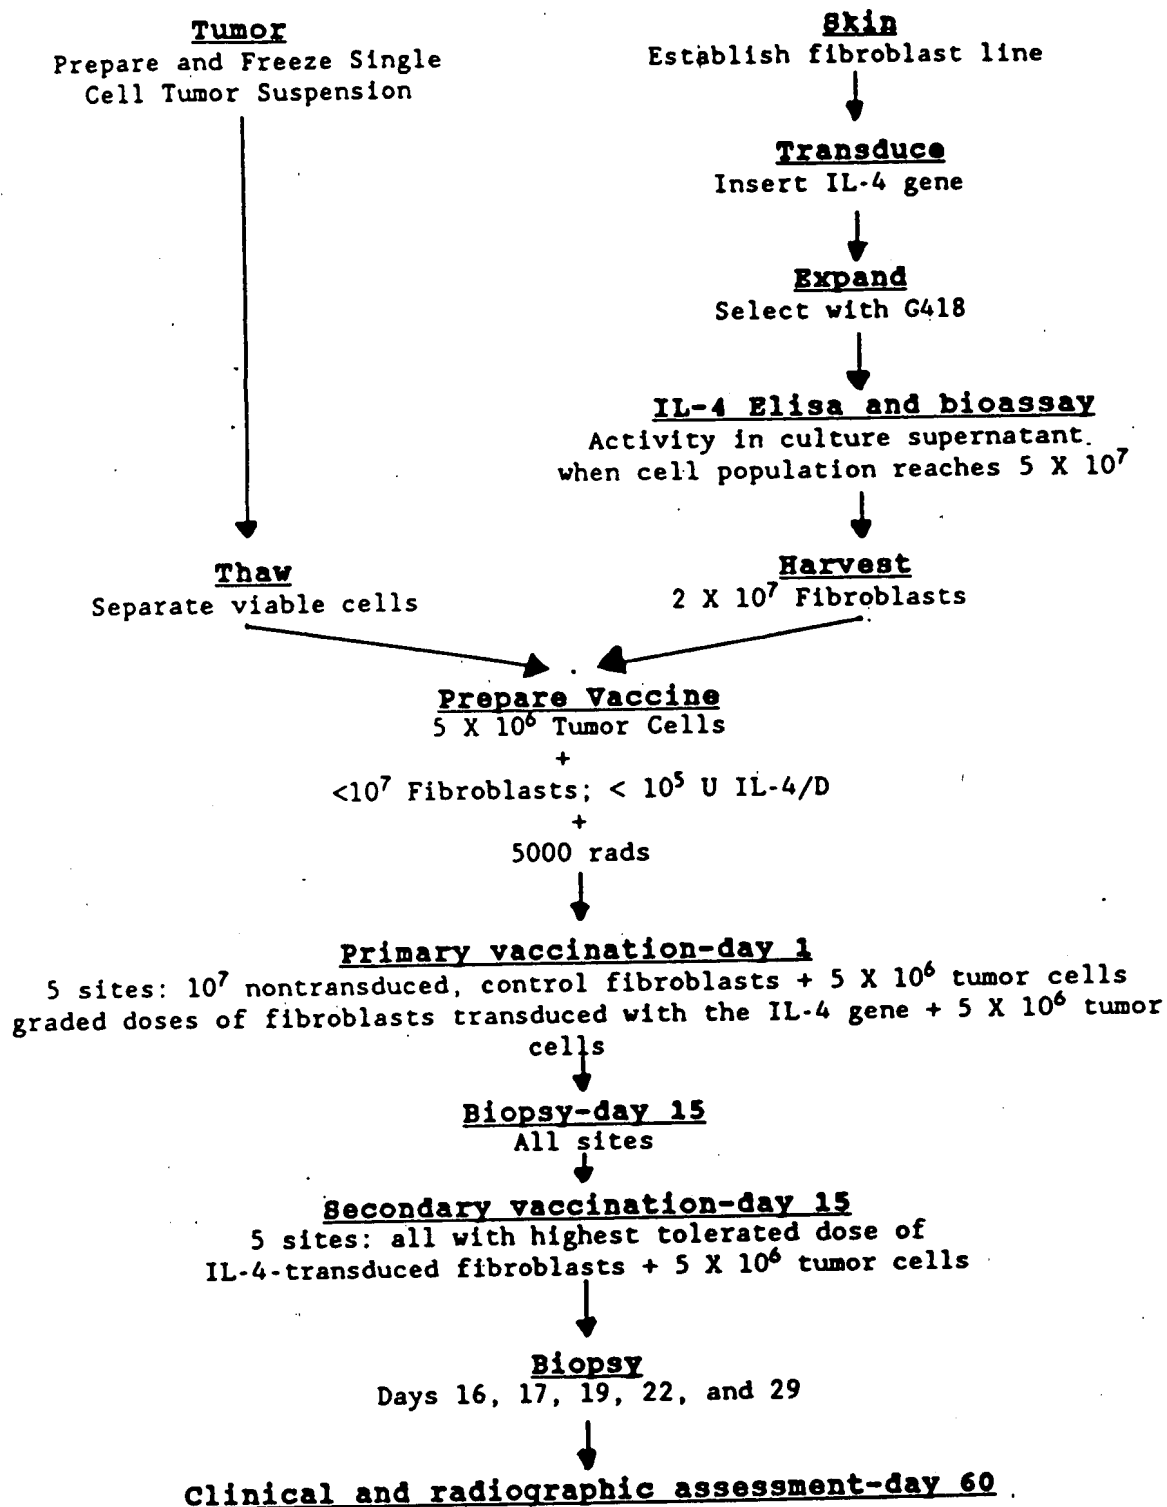 Tumor
Prepare and Freeze Single
Cell Tumor Suspension
Skin
Establish fibroblast line
Transduce
Insert IL-4 gene
Expand
Select with G418
IL-4 Elisa and bioassay
Activity in culture supernatant.
when cell population reaches 5 X 10⁷
Thaw
Separate viable cells
Harvest
2 X 10⁷ Fibroblasts
Prepare Vaccine
5 X 10⁶ Tumor Cells
+
<10⁷ Fibroblasts; < 10⁵ U IL-4/D
+
5000 rads
Primary vaccination-day 1
5 sites: 10⁷ nontransduced, control fibroblasts + 5 X 10⁶ tumor cells
graded doses of fibroblasts transduced with the IL-4 gene + 5 X 10⁶ tumor
cells
Biopsy-day 15
All sites
Secondary vaccination-day 15
5 sites: all with highest tolerated dose of
IL-4-transduced fibroblasts + 5 X 10⁶ tumor cells
Biopsy
Days 16, 17, 19, 22, and 29
Clinical and radiographic assessment-day 60